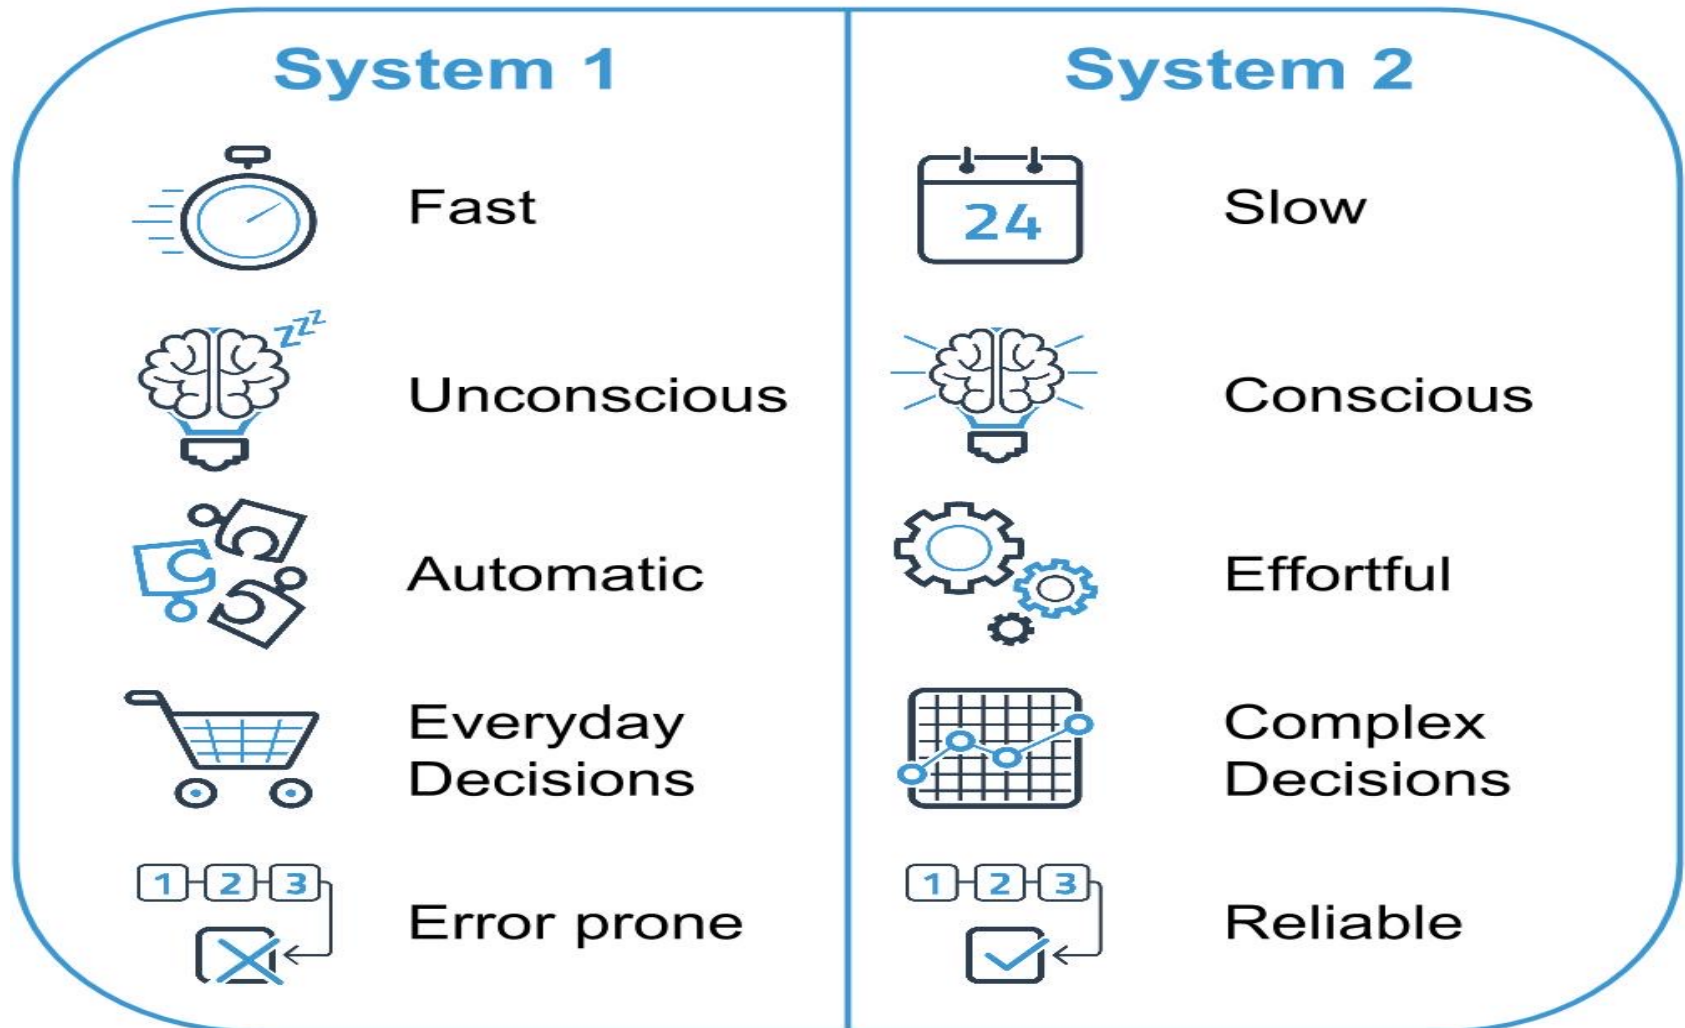 System 1
Fast
zzz
Unconscious
Automatic
Everyday
Decisions
1 2 3
Error prone
System 2
24
Slow
Conscious
Effortful
Complex
Decisions
1 2 3
Reliable